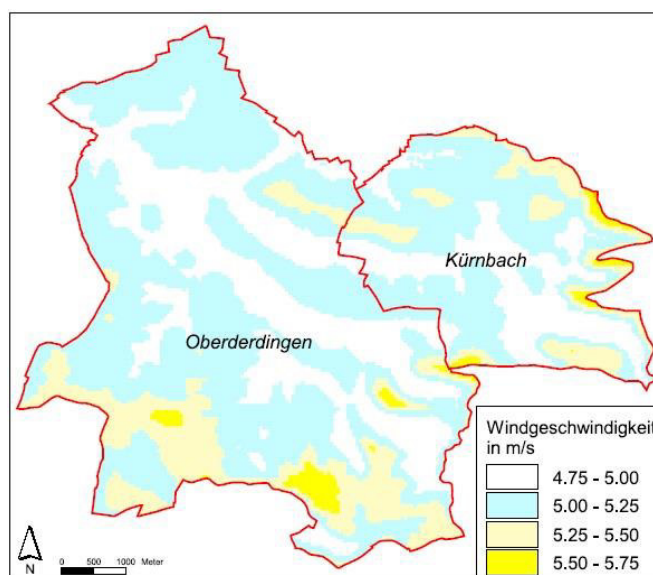 Kürnbach
Oberderdingen
Windgeschwindigkeit
in m/s
4.75 - 5.00
5.00 - 5.25
5.25 - 5.50
5.50 - 5.75
N
0 500 1000 Meter